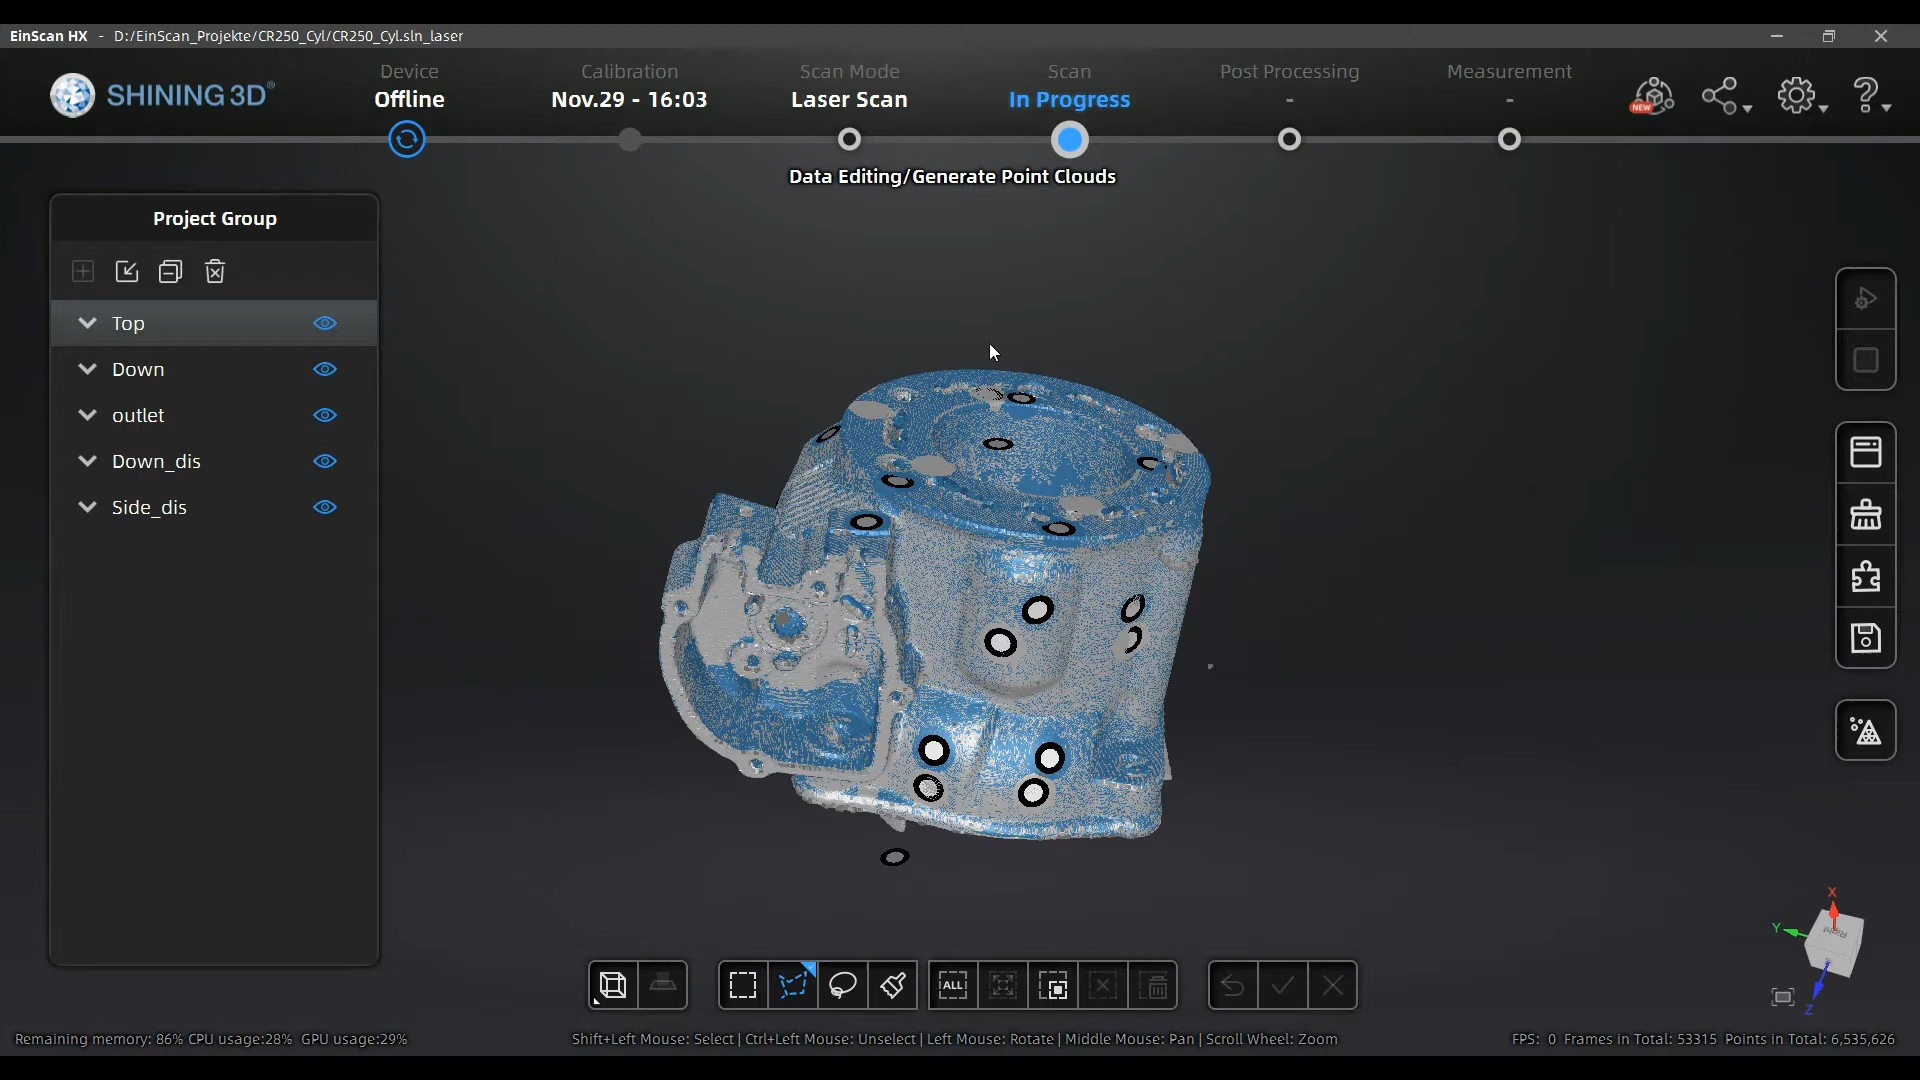 EinScan HX - D:/EinScan_Projekte/CR250_Cyl/CR250_Cyl.sln_laser
SHINING 3D®
Device
Offline
Calibration
Nov.29 - 16:03
Scan Mode
Laser Scan
Scan
In Progress
Post Processing
-
Measurement
-
NEW
Data Editing/Generate Point Clouds
Project Group
Top
Down
outlet
Down_dis
Side_dis
X
Y
Right
Z
ALL
Remaining memory: 86% CPU usage:28% GPU usage:29%
Shift+Left Mouse: Select | Ctrl+Left Mouse: Unselect | Left Mouse: Rotate | Middle Mouse: Pan | Scroll Wheel: Zoom
FPS: 0 Frames in Total: 53315 Points in Total: 6,535,626